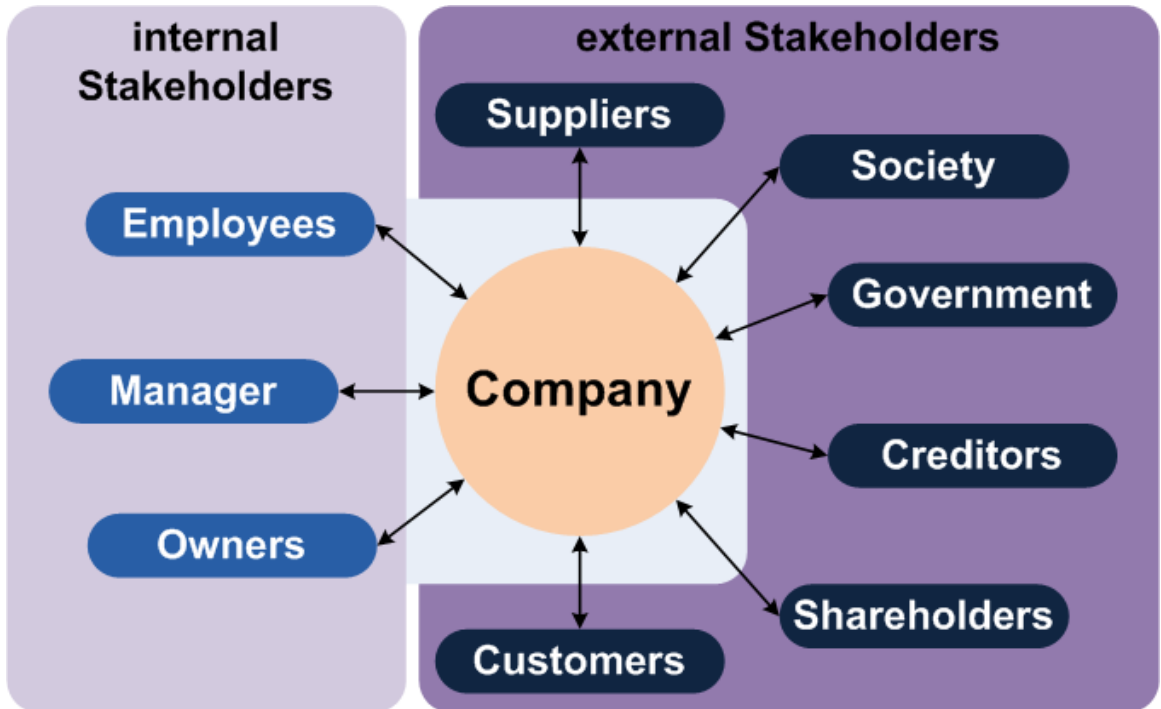 internal
Stakeholders
external Stakeholders
Suppliers
Society
Employees
Government
Manager
Company
Creditors
Owners
Shareholders
Customers